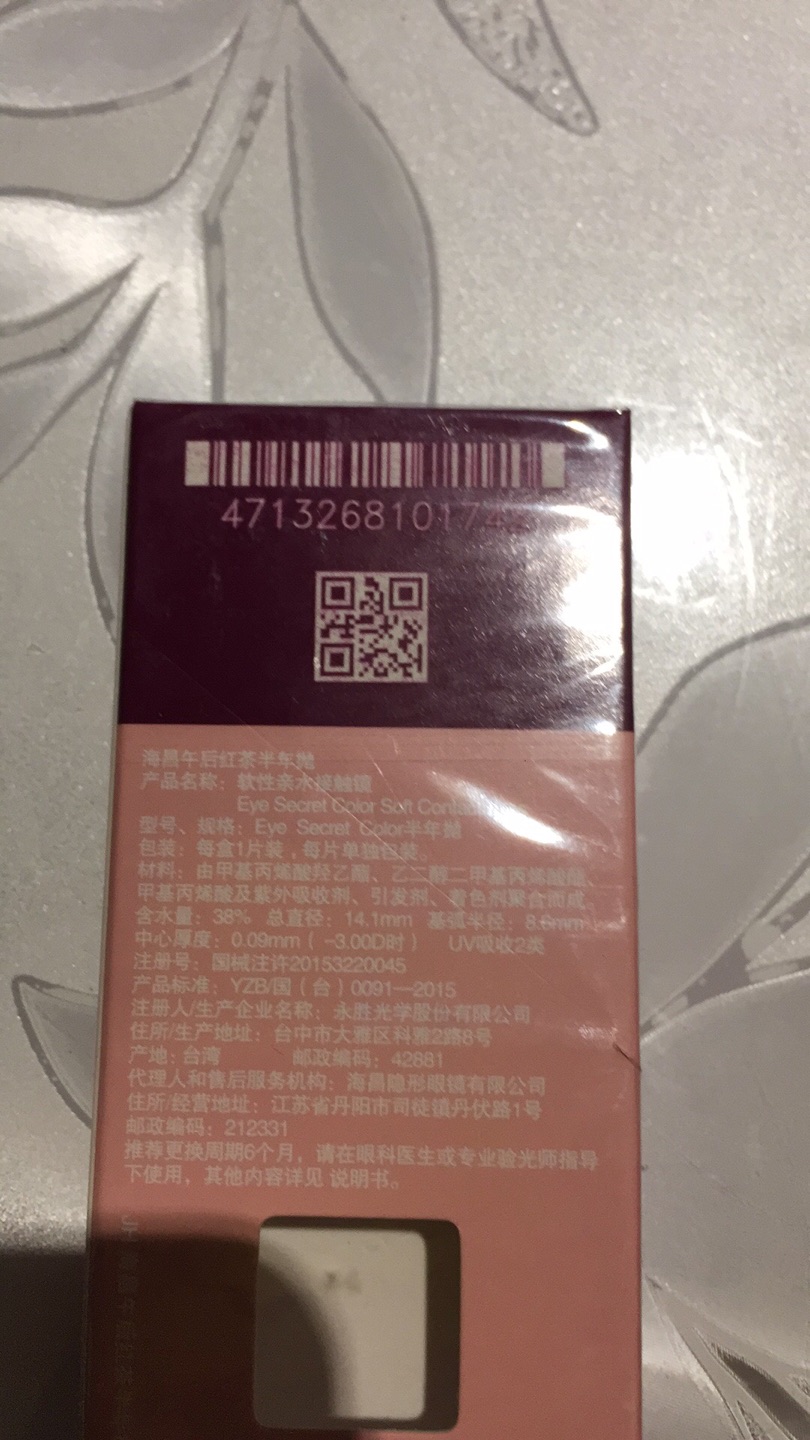 471326810174
海昌午后红茶半年抛
产品名称：软性亲水接触镜
Eye Secret Color Soft
型号、规格：Eye Secret Color半年抛
包装：每盒1片装，每片单独包装。
材料：由甲基丙烯酸羟乙酯、乙二醇二甲基丙烯酸酯、
甲基丙烯酸及紫外吸收剂、引发剂、着色剂聚合而成。
含水量：38% 总直径：14.1mm 基弧半径：8.6mm
中心厚度：0.09mm（-3.00D时） UV吸收2类
注册号：国械注许20153220045
产品标准：YZB/国（台）0091—2015
注册人/生产企业名称：永胜光学股份有限公司
住所/生产地址：台中市大雅区科雅2路8号
产地：台湾 邮政编码：42881
代理人和售后服务机构：海昌隐形眼镜有限公司
住所/经营地址：江苏省丹阳市司徒镇丹伏路1号
邮政编码：212331
推荐更换周期6个月，请在眼科医生或专业验光师指导
下使用，其他内容详见 说明书。